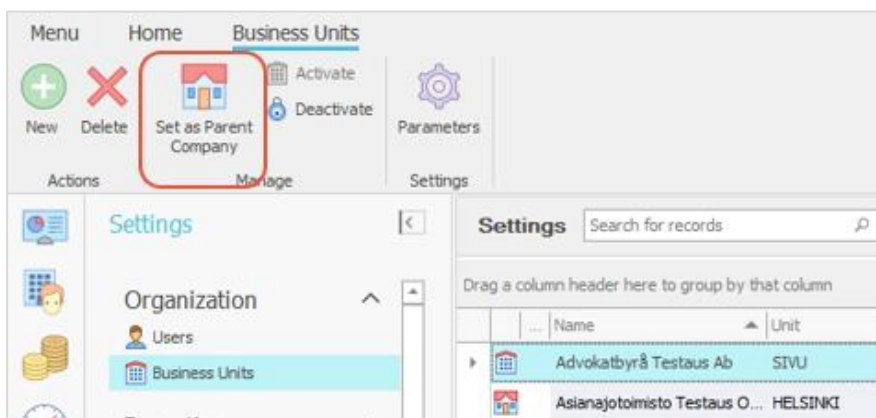 Menu Home Business Units
Activate
Deactivate
New Delete Set as Parent Company Parameters
Actions Manage Settings
Settings
Settings Search for records
Organization
Drag a column header here to group by that column
Users
... Name Unit
Business Units
Advokatbyrå Testaus Ab SIVU
Asianajotoimisto Testaus O... HELSINKI